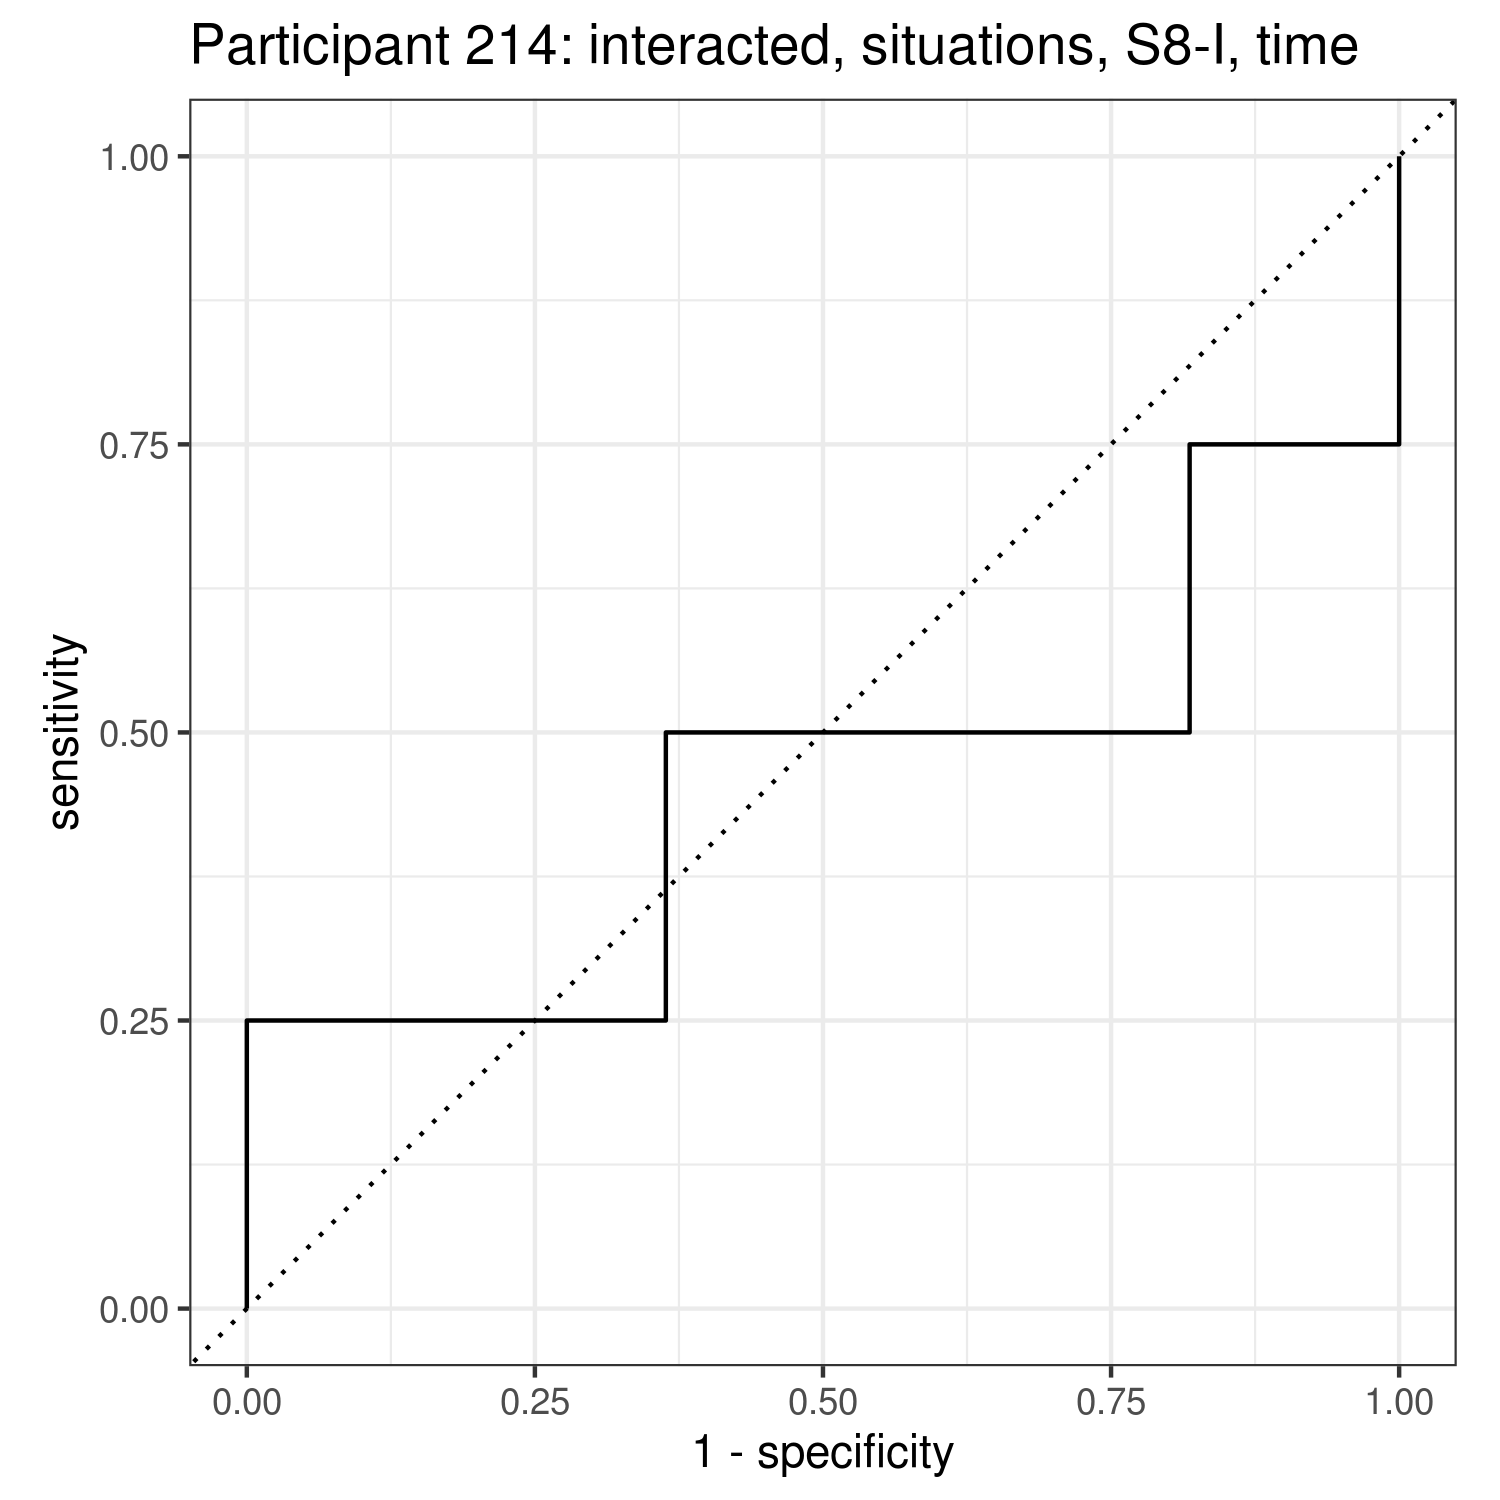 Participant 214: interacted, situations, S8-I, time
1.00
0.75
0.50
0.25
0.00
sensitivity
0.00 0.25 0.50 0.75 1.00
1 - specificity